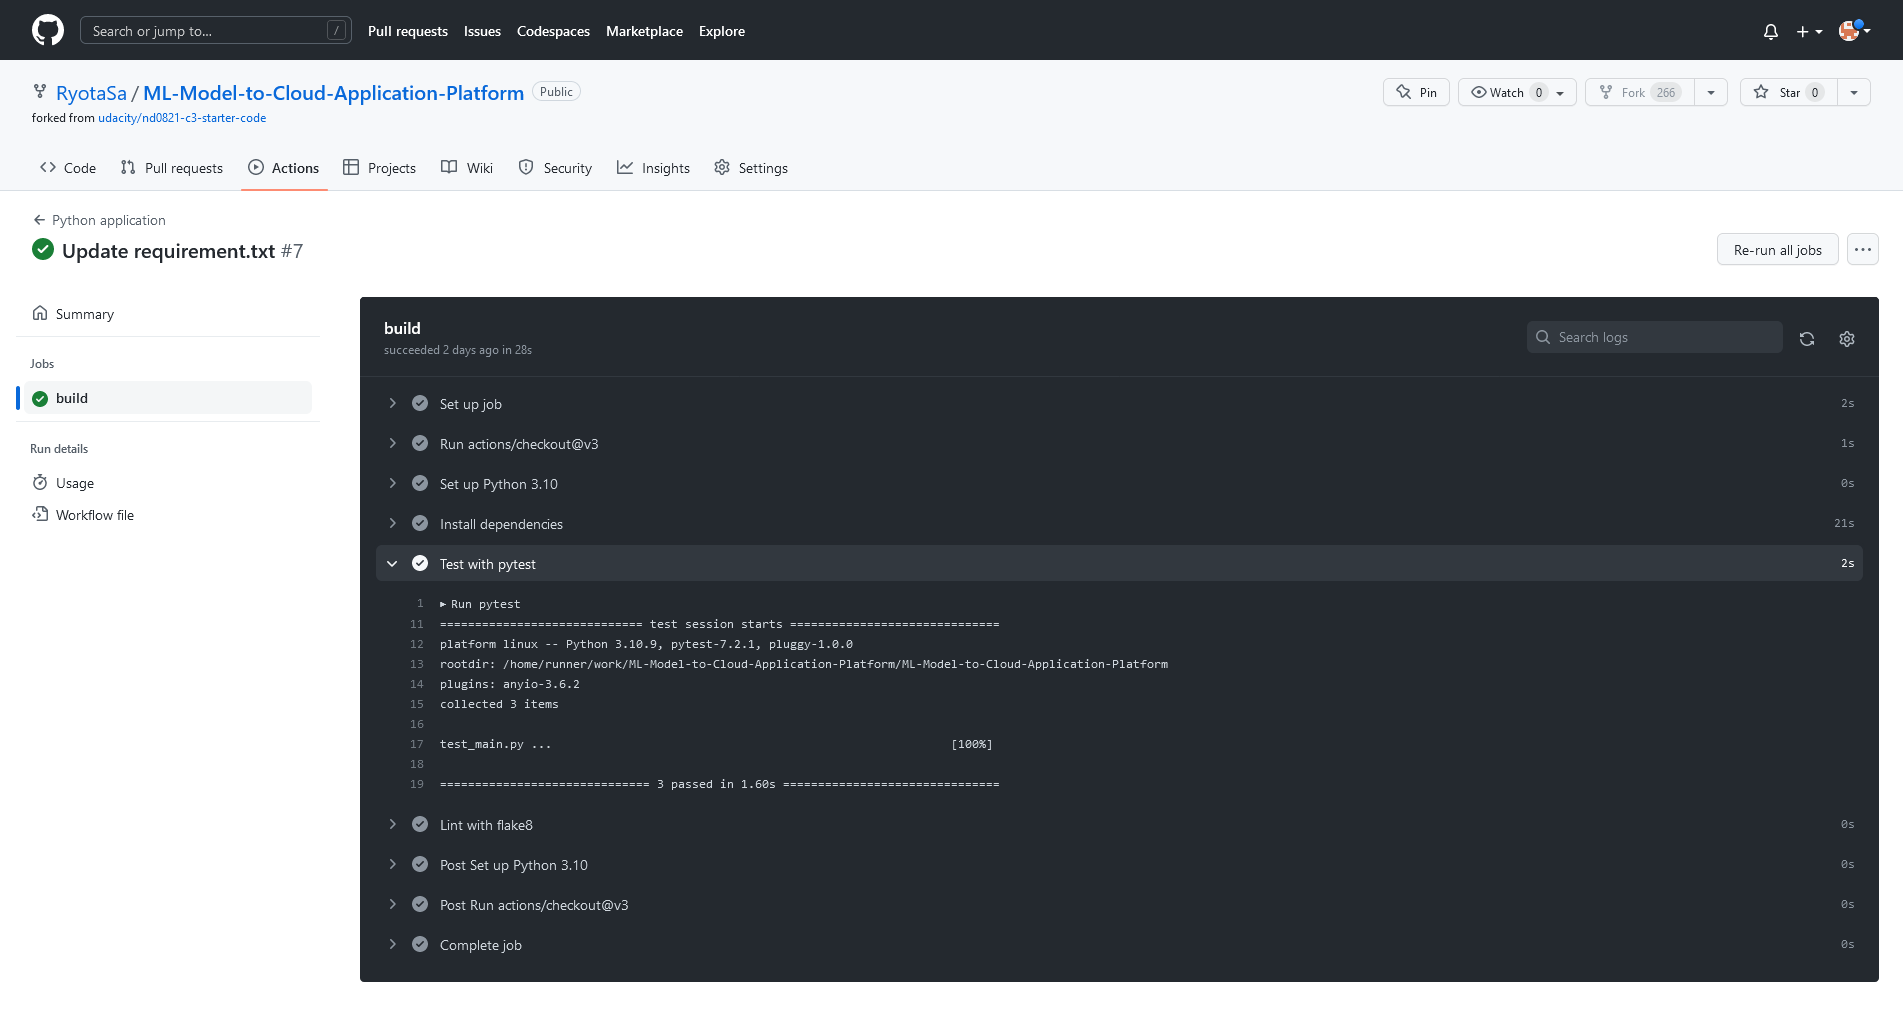 Search or jump to... /
Pull requests Issues Codespaces Marketplace Explore
RyotaSa / ML-Model-to-Cloud-Application-Platform Public
forked from udacity/nd0821-c3-starter-code
Pin Watch 0 Fork 266 Star 0
Code Pull requests Actions Projects Wiki Security Insights Settings
Python application
Update requirement.txt #7
Re-run all jobs
Summary
Jobs
build
Run details
Usage
Workflow file
build
succeeded 2 days ago in 28s
Search logs
Set up job 2s
Run actions/checkout@v3 1s
Set up Python 3.10 0s
Install dependencies 21s
Test with pytest 2s
1 ▶ Run pytest
11 ============================= test session starts ==============================
12 platform linux -- Python 3.10.9, pytest-7.2.1, pluggy-1.0.0
13 rootdir: /home/runner/work/ML-Model-to-Cloud-Application-Platform/ML-Model-to-Cloud-Application-Platform
14 plugins: anyio-3.6.2
15 collected 3 items
16
17 test_main.py ... [100%]
18
19 ============================== 3 passed in 1.60s ===============================
Lint with flake8 0s
Post Set up Python 3.10 0s
Post Run actions/checkout@v3 0s
Complete job 0s